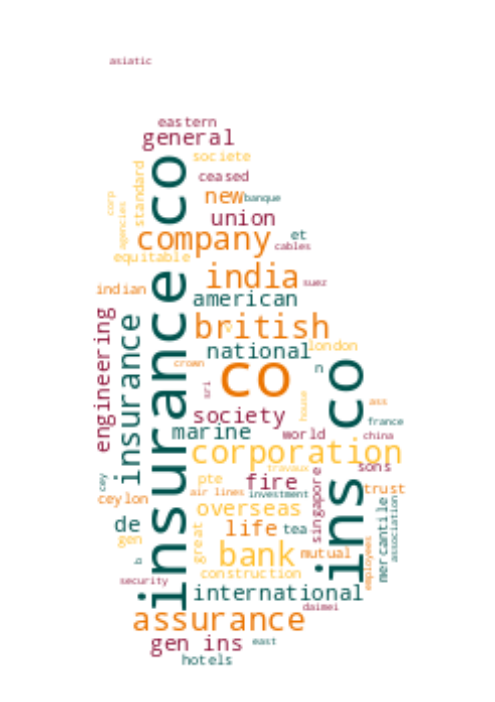 asiatic
eastern
general
societe
standard
ceased
corp
agencies
new
banque
union
company
et
cables
equitable
india
suez
indian
american
insurance co
engineering
insurance
british
national
london
crown
co
n
sri
house
ins co
ass
society
marine
world
france
china
corporation
sons
travaux
cey
pte
fire
singapore
trust
ceylon
air lines
investment
overseas
mercantile
association
de
great
life
tea
gen
bank
mutual
employees
b
construction
security
international
daimei
assurance
gen ins
east
hotels